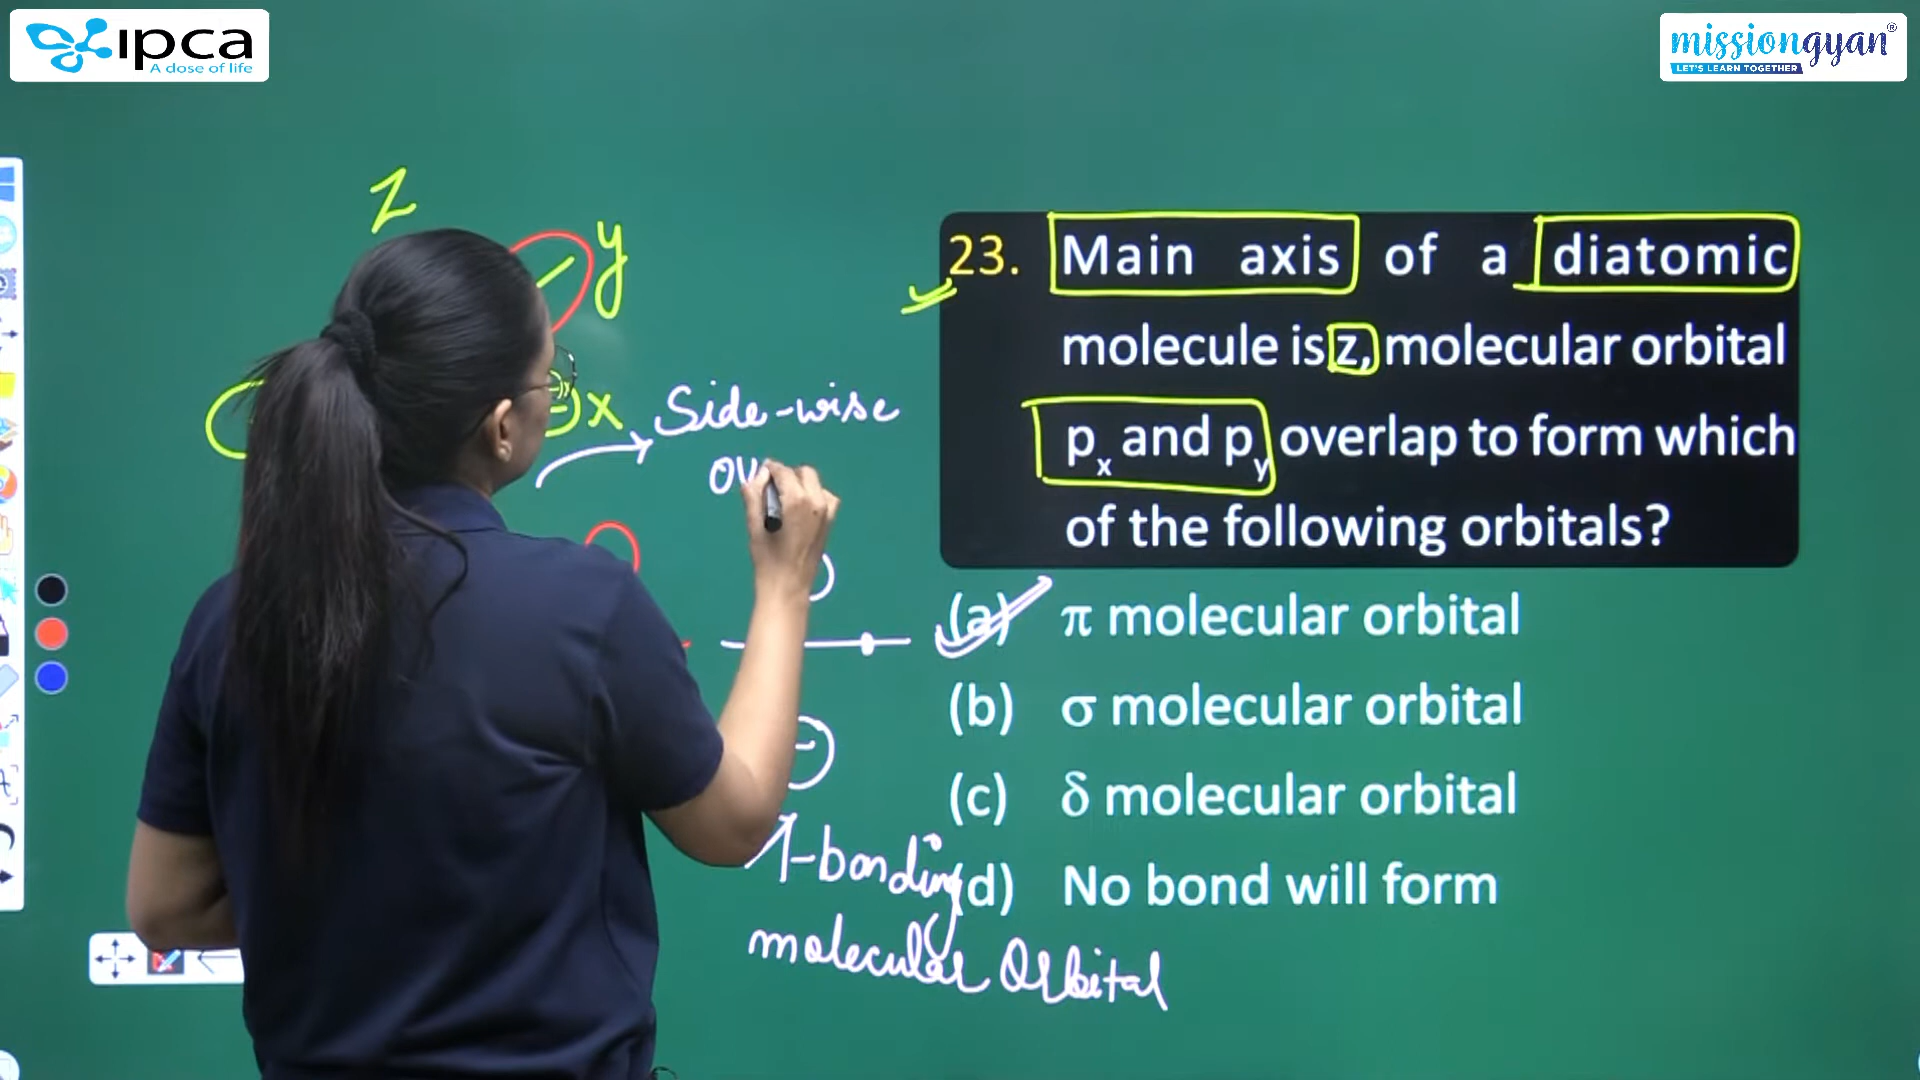 ipca
A dose of life
missiongyan®
LET'S LEARN TOGETHER
z
y
x
Side-wise
ov
23. Main axis of a diatomic
molecule is z, molecular orbital
px and py overlap to form which
of the following orbitals?
(a) π molecular orbital
(b) σ molecular orbital
(c) δ molecular orbital
(d) No bond will form
π-bonding
molecular Orbital